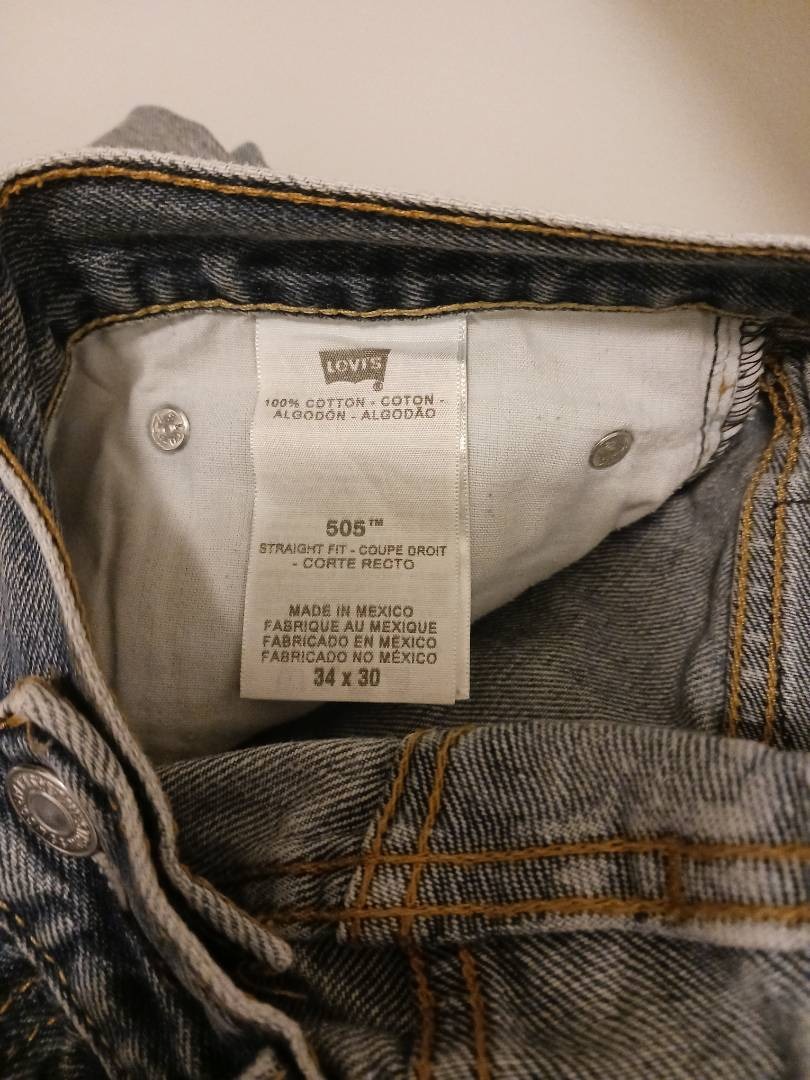 LEVI'S
®
100% COTTON - COTON -
ALGODÓN - ALGODÃO
505™
STRAIGHT FIT - COUPE DROIT
- CORTE RECTO
MADE IN MEXICO
FABRIQUE AU MEXIQUE
FABRICADO EN MÉXICO
FABRICADO NO MÉXICO
34 x 30